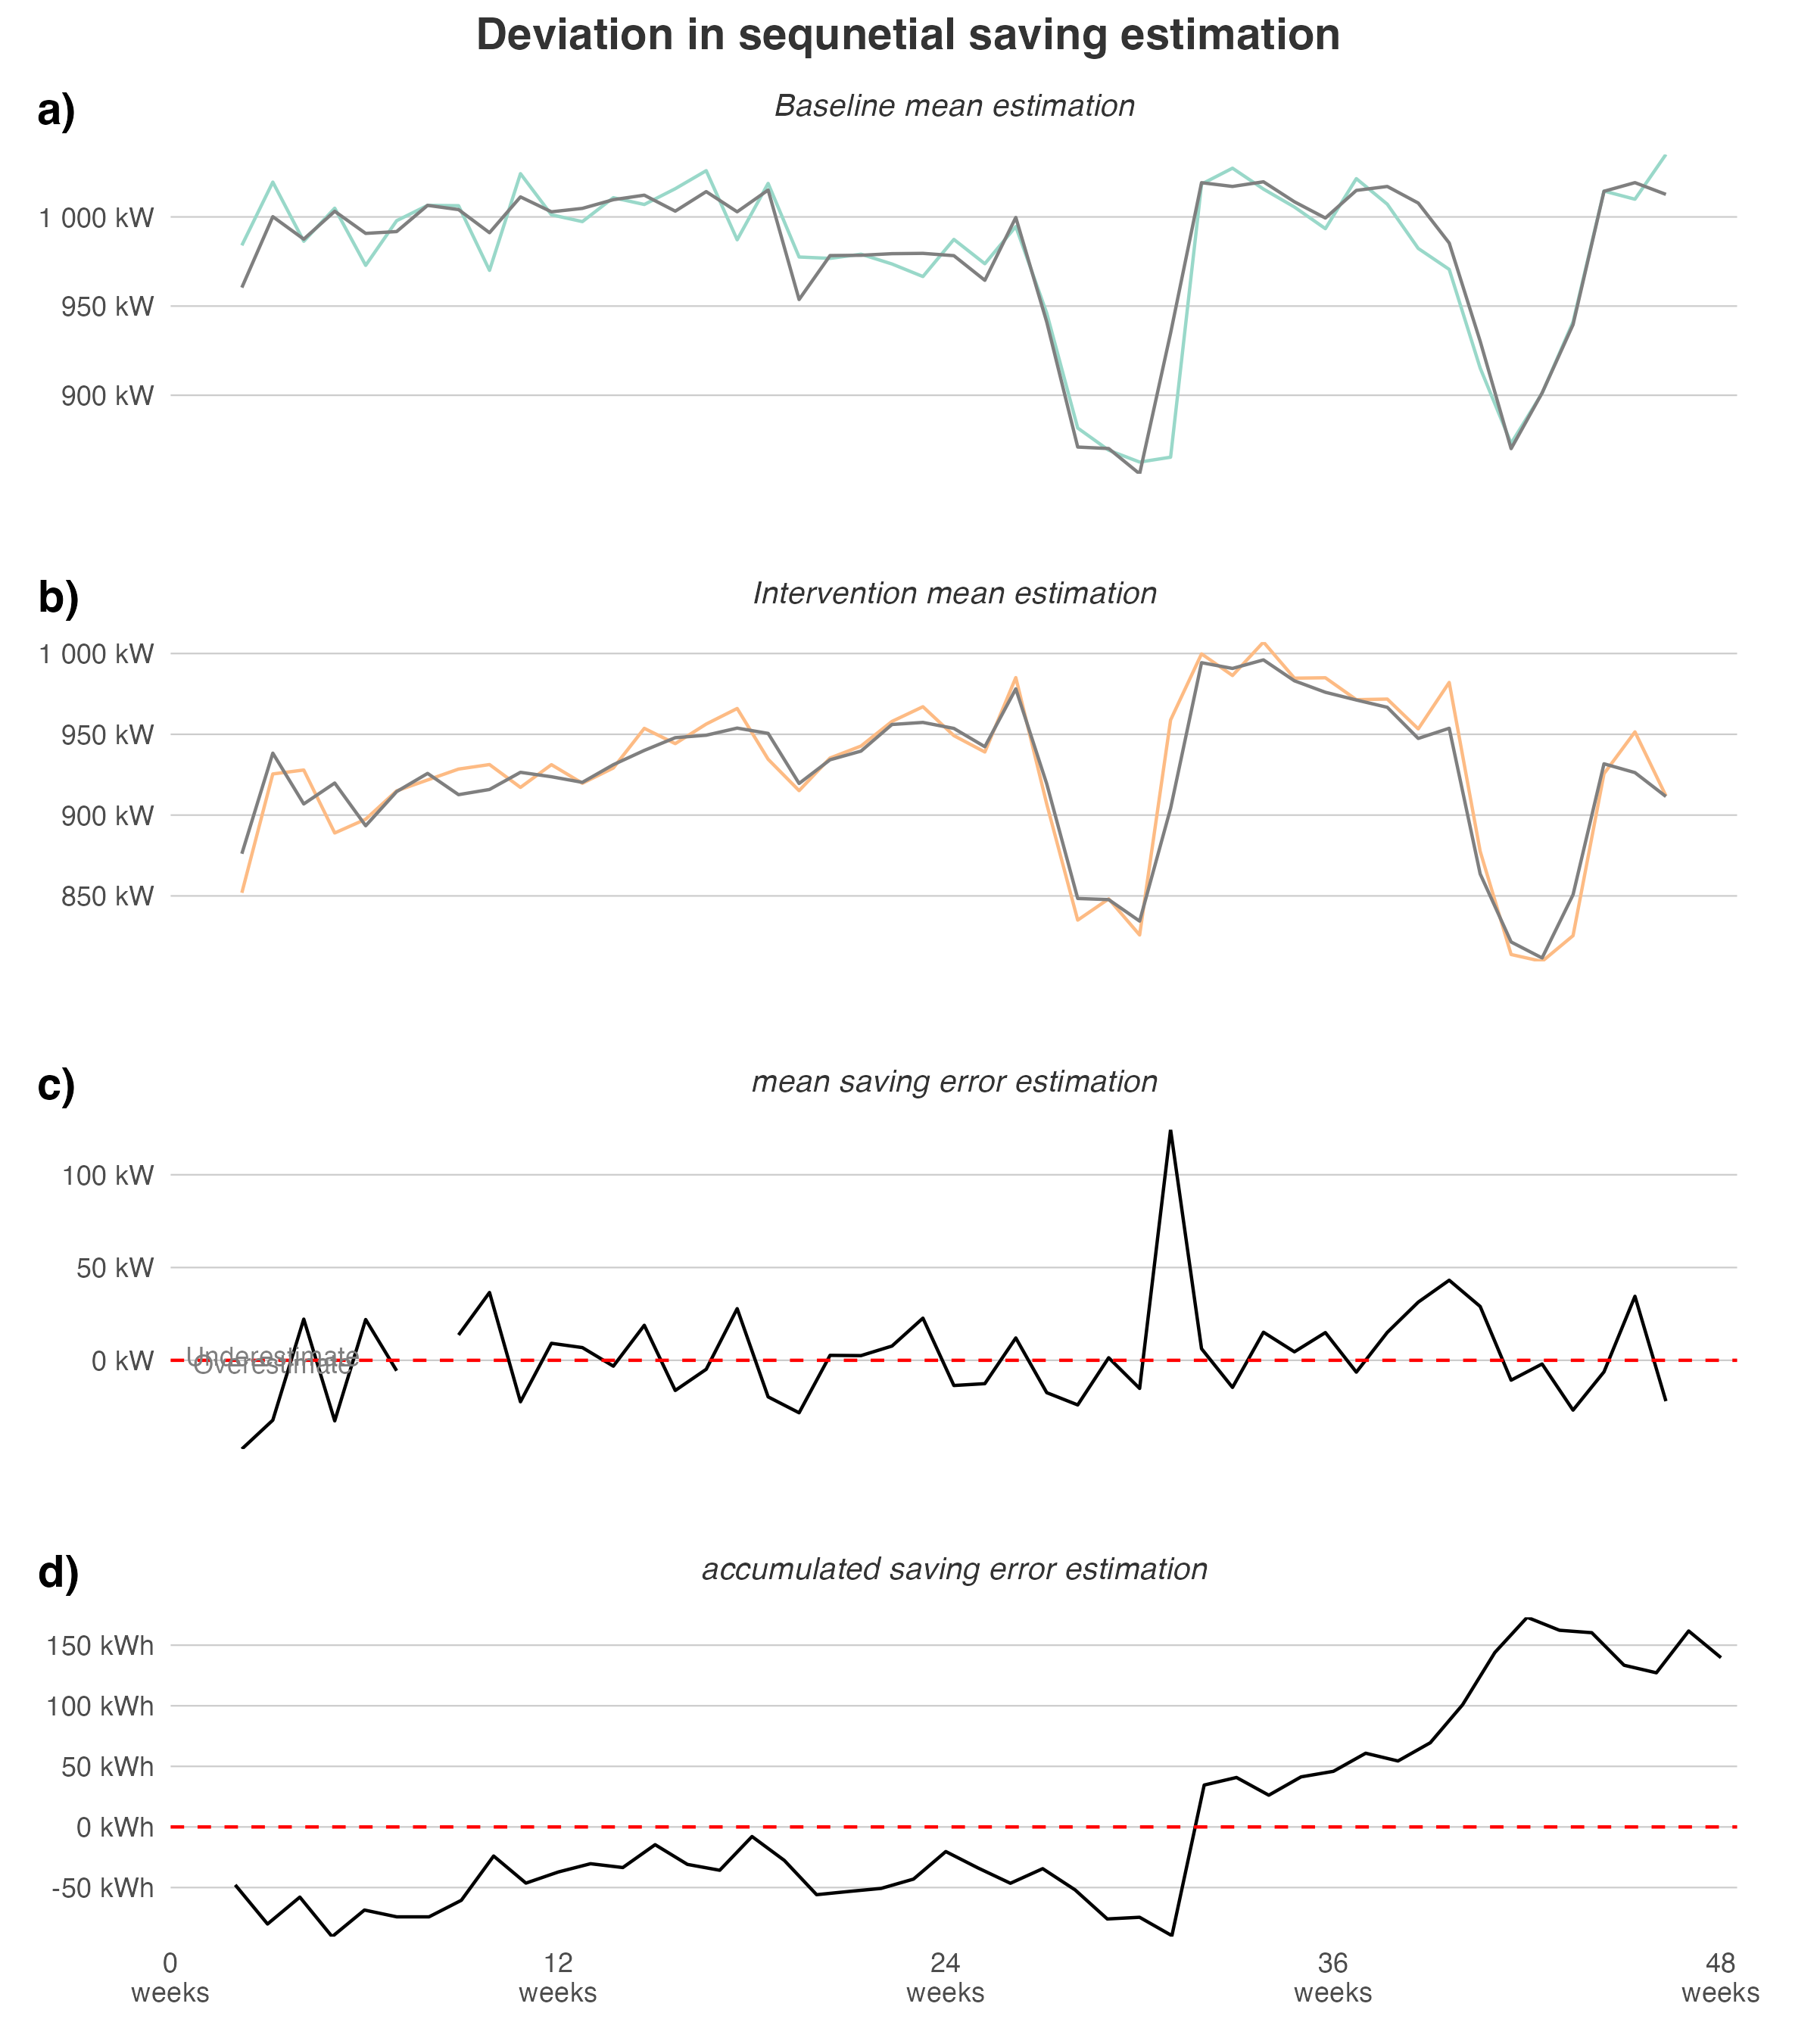 Deviation in sequnetial saving estimation
a)
Baseline mean estimation
1 000 kW
950 kW
900 kW
b)
Intervention mean estimation
1 000 kW
950 kW
900 kW
850 kW
c)
mean saving error estimation
100 kW
50 kW
0 kW
Underestimate
Overestimate
d)
accumulated saving error estimation
150 kWh
100 kWh
50 kWh
0 kWh
-50 kWh
0 12 24 36 48
weeks weeks weeks weeks weeks